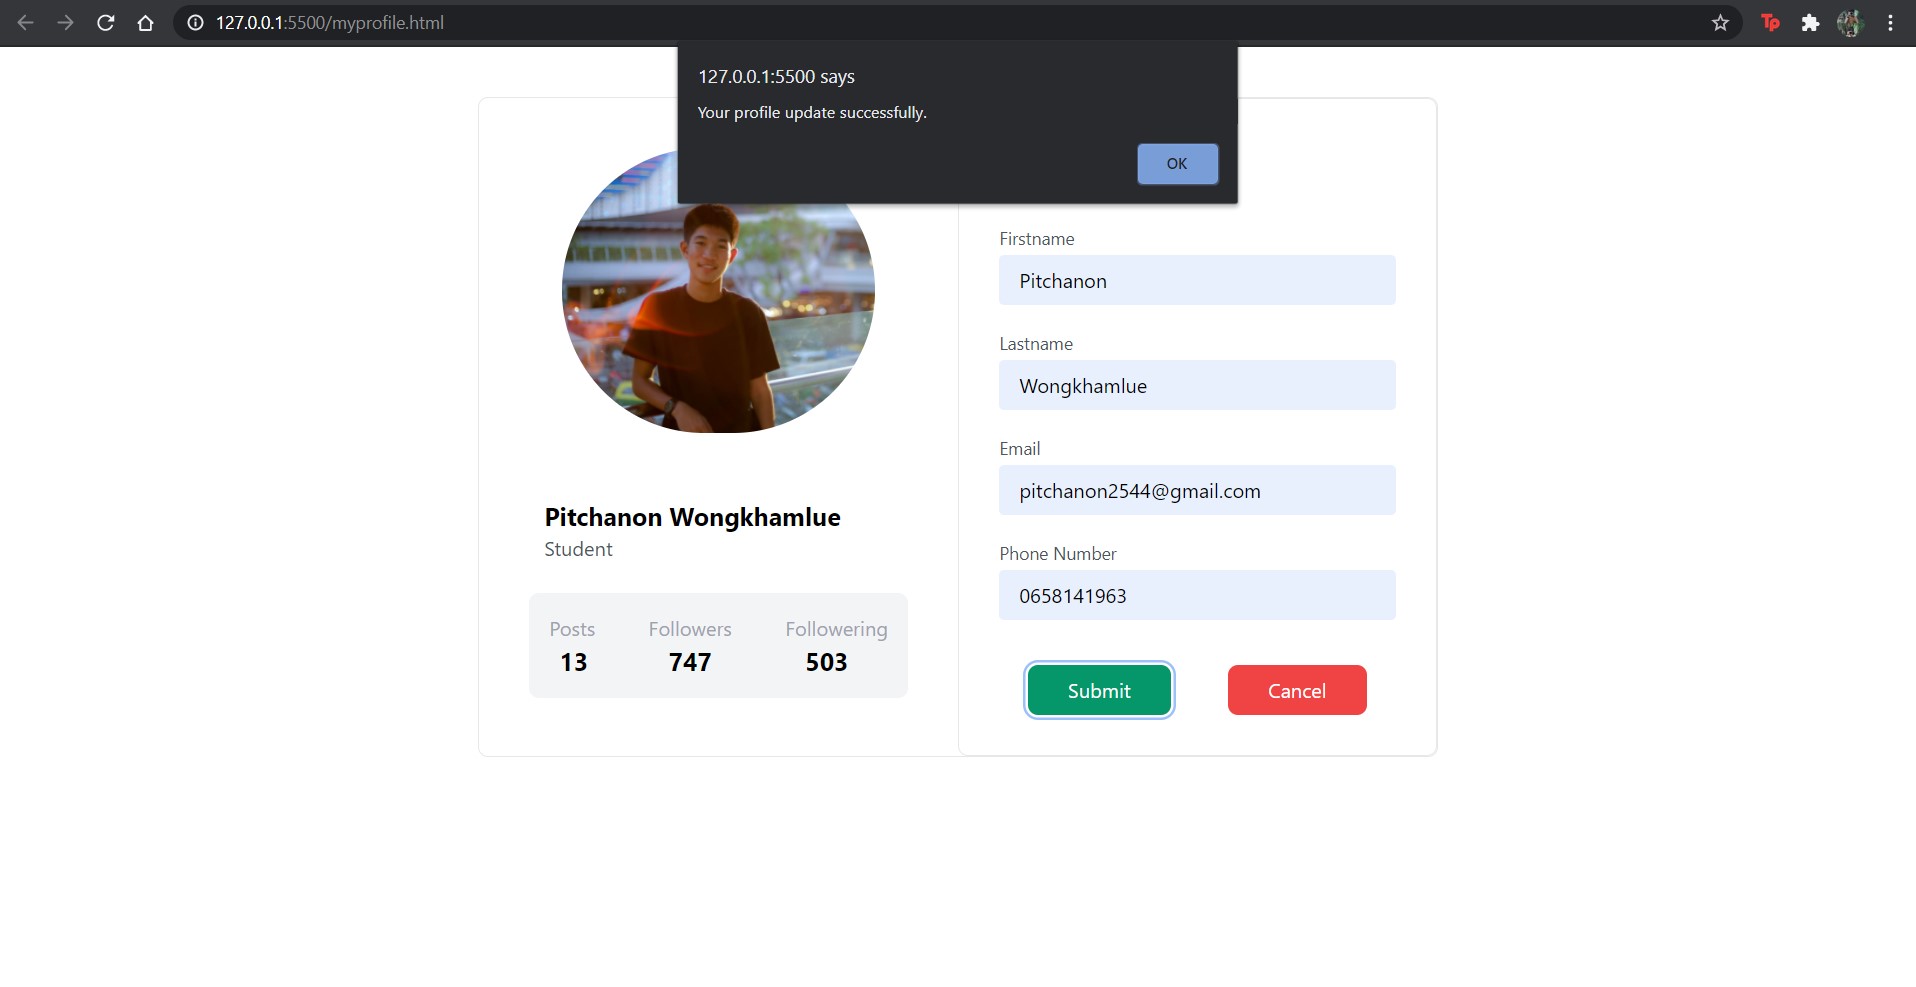 127.0.0.1:5500/myprofile.html
Tp
127.0.0.1:5500 says
Your profile update successfully.
OK
Pitchanon Wongkhamlue
Student
Posts Followers Followering
13 747 503
Firstname
Pitchanon
Lastname
Wongkhamlue
Email
pitchanon2544@gmail.com
Phone Number
0658141963
Submit Cancel